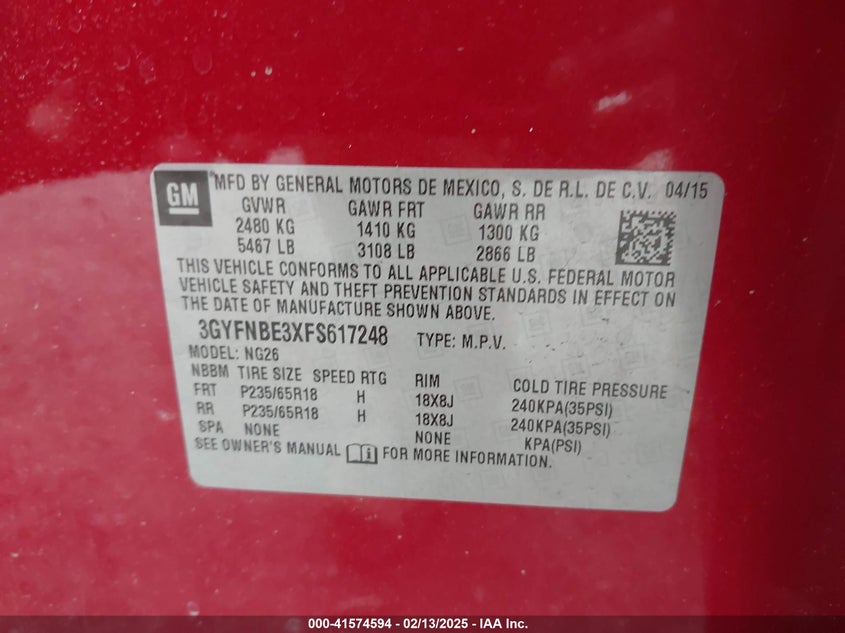 GM ®MFD BY GENERAL MOTORS DE MEXICO, S. DE R.L. DE C.V. 04/15
GVWR GAWR FRT GAWR RR
2480 KG 1410 KG 1300 KG
5467 LB 3108 LB 2866 LB
THIS VEHICLE CONFORMS TO ALL APPLICABLE U.S. FEDERAL MOTOR
VEHICLE SAFETY AND THEFT PREVENTION STANDARDS IN EFFECT ON
THE DATE OF MANUFACTURE SHOWN ABOVE.
3GYFNBE3XFS617248 TYPE: M.P.V.
MODEL: NG26
NBBM TIRE SIZE SPEED RTG RIM COLD TIRE PRESSURE
FRT P235/65R18 H 18X8J 240KPA(35PSI)
RR P235/65R18 H 18X8J 240KPA(35PSI)
SPA NONE NONE KPA(PSI)
SEE OWNER'S MANUAL FOR MORE INFORMATION.
000-41574594 - 02/13/2025 - IAA Inc.